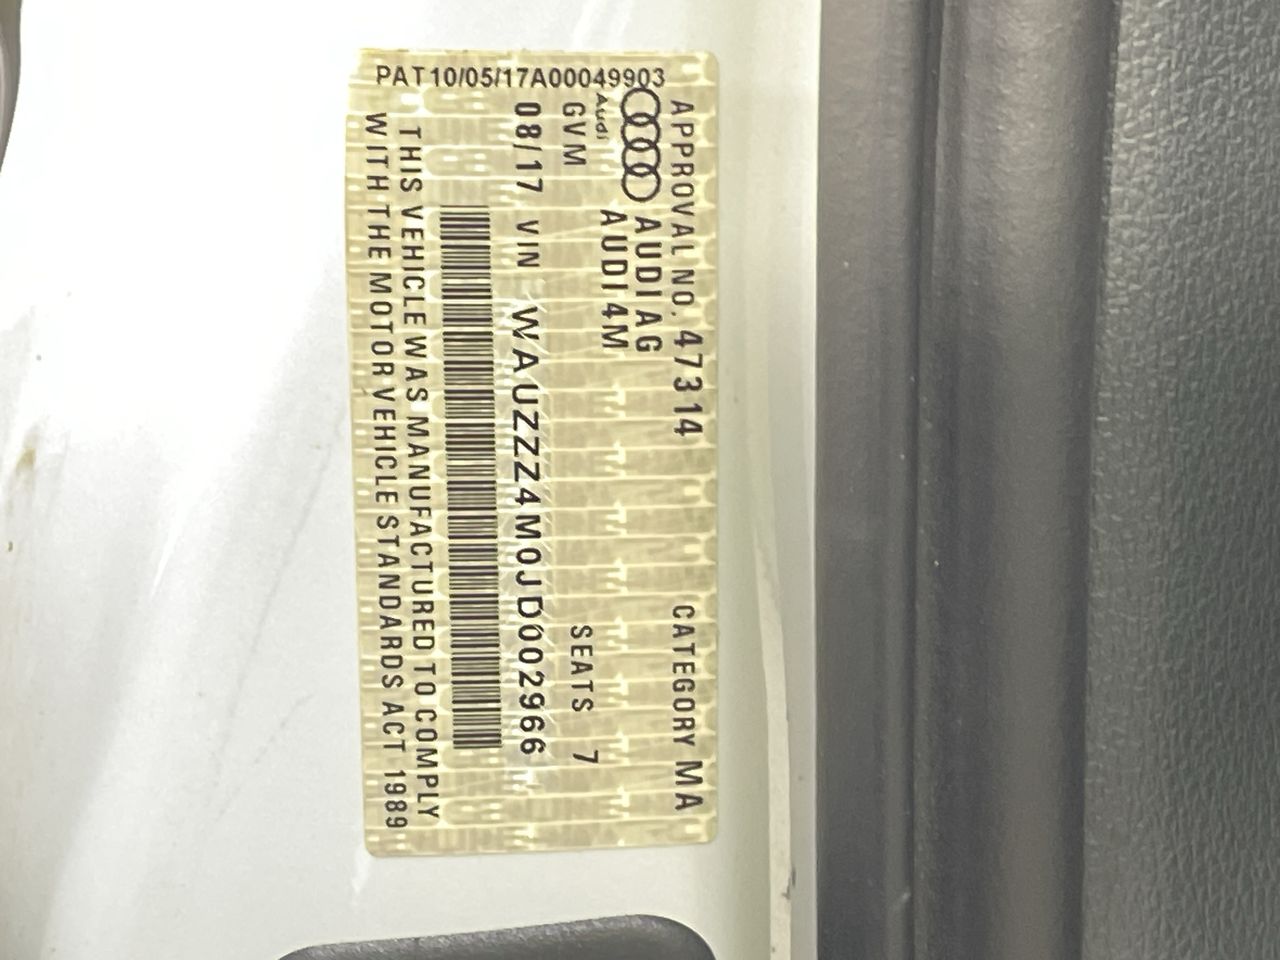 PAT10/05/17A00049903
APPROVAL NO. 47314 CATEGORY MA
Audi AUDI AG
AUDI 4M
GVM SEATS 7
08/17 VIN WAUZZZ4M0JD002966
THIS VEHICLE WAS MANUFACTURED TO COMPLY
WITH THE MOTOR VEHICLE STANDARDS ACT 1989